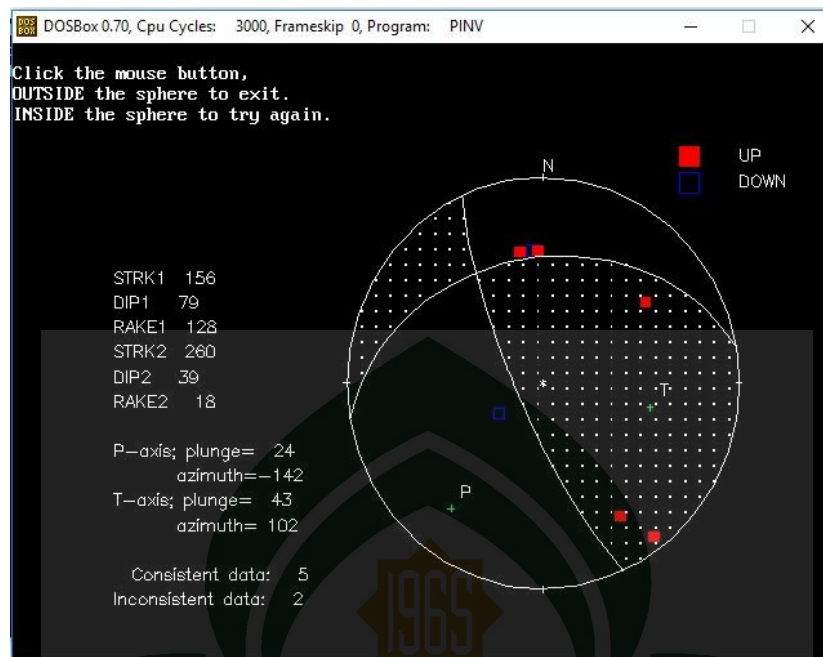 DOS BOX
DOSBox 0.70, Cpu Cycles: 3000, Frameskip 0, Program: PINV
Click the mouse button,
OUTSIDE the sphere to exit.
INSIDE the sphere to try again.
UP
DOWN
N
STRK1 156
DIP1 79
RAKE1 128
STRK2 260
DIP2 39
RAKE2 18
T
P-axis; plunge= 24
azimuth=-142
T-axis; plunge= 43
azimuth= 102
P
Consistent data: 5
Inconsistent data: 2
1965